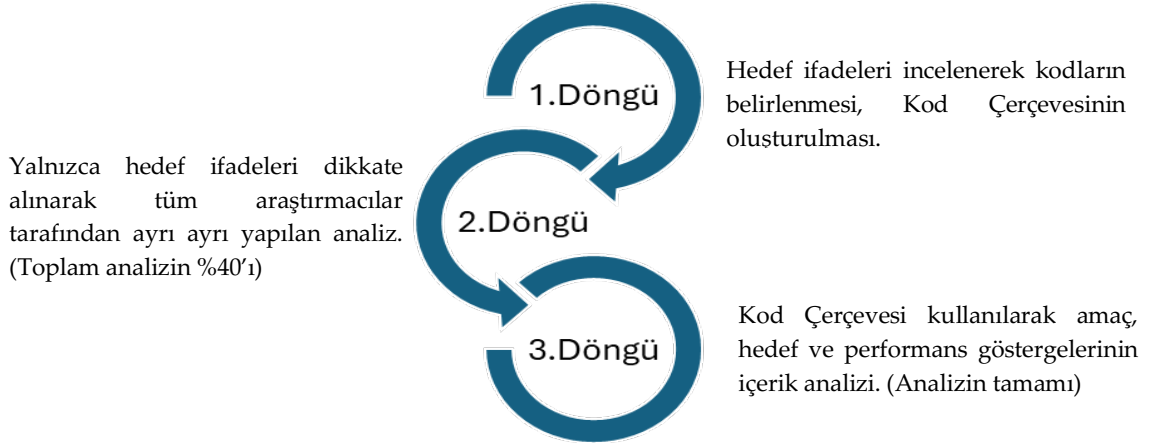 1.Döngü
Hedef ifadeleri incelenerek kodların
belirlenmesi, Kod Çerçevesinin
oluşturulması.
Yalnızca hedef ifadeleri dikkate
alınarak tüm araştırmacılar
tarafından ayrı ayrı yapılan analiz.
(Toplam analizin %40’ı)
2.Döngü
3.Döngü
Kod Çerçevesi kullanılarak amaç,
hedef ve performans göstergelerinin
içerik analizi. (Analizin tamamı)